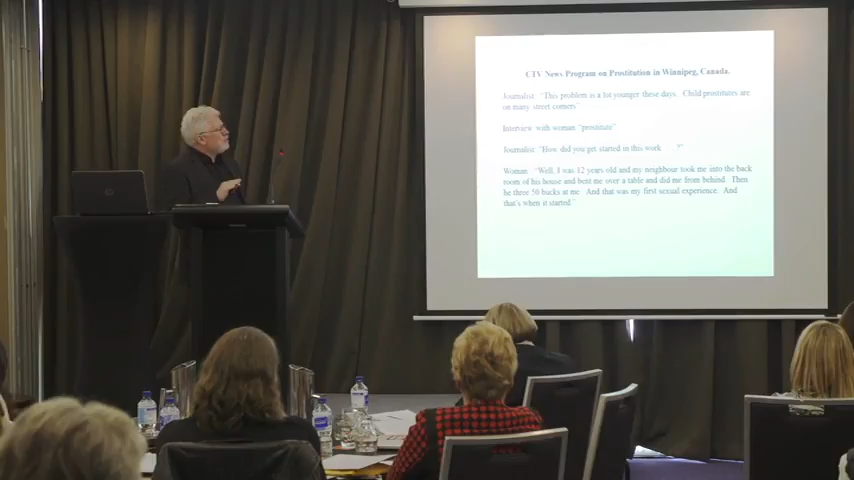 CTV News Program on Prostitution in Winnipeg, Canada.
Journalist: "This problem is a lot younger these days. Child prostitutes are
on many street corners"
Interview with woman "prostitute"
Journalist: "How did you get started in this work . . . ?"
Woman: "Well, I was 12 years old and my neighbour took me into the back
room of his house and bent me over a table and did me from behind. Then
he three 50 bucks at me. And that was my first sexual experience. And
that's when it started"